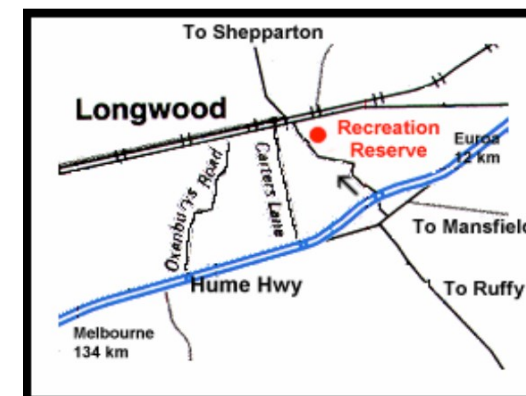 To Shepparton
Longwood
Recreation
Reserve
Euroa
12 km
Oxenburys Road
Carters Lane
To Mansfield
Hume Hwy
To Ruffy
Melbourne
134 km